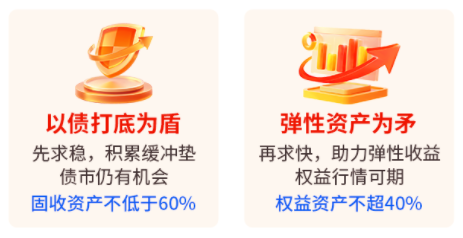 以债打底为盾
先求稳，积累缓冲垫
债市仍有机会
固收资产不低于60%
弹性资产为矛
再求快，助力弹性收益
权益行情可期
权益资产不超40%